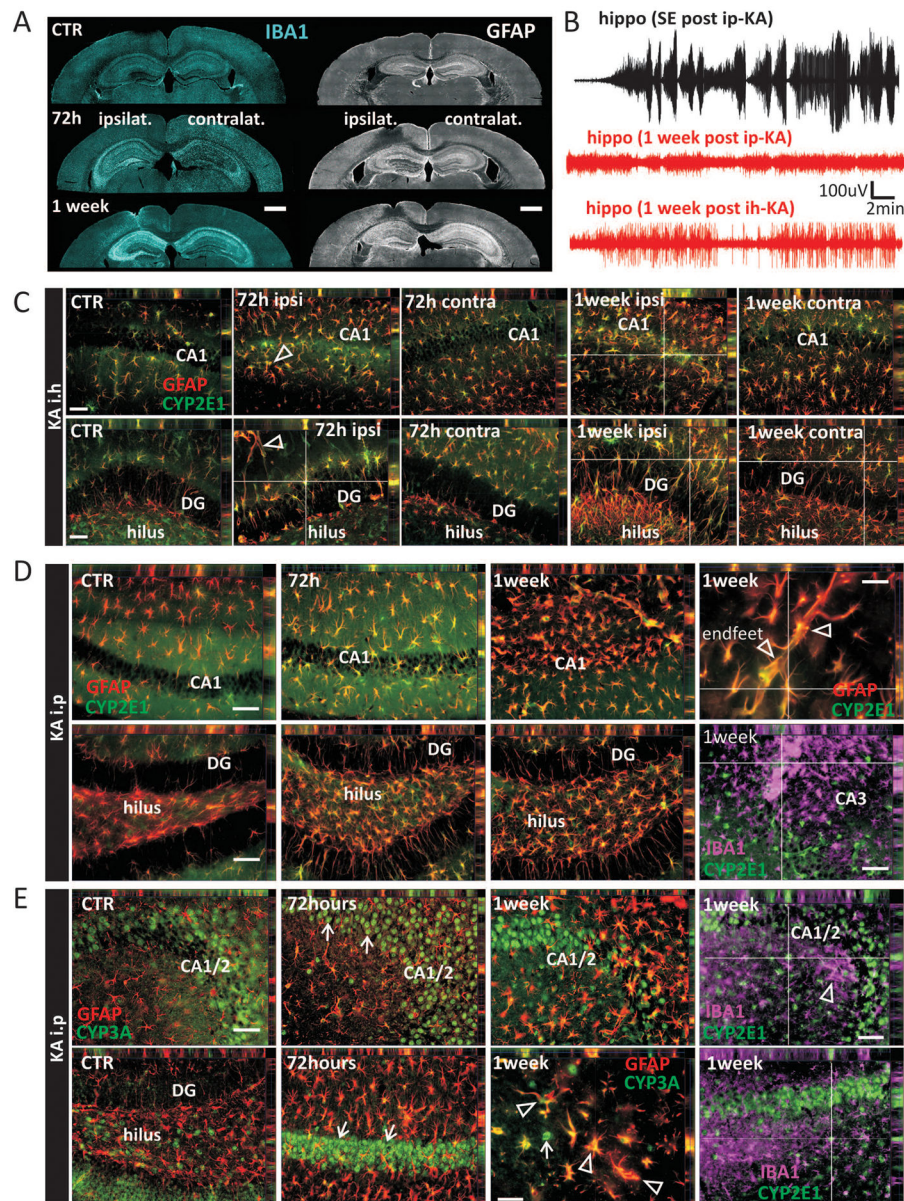 A
CTR
IBA1
GFAP
72h
ipsilat.
contralat.
ipsilat.
contralat.
1 week
B
hippo (SE post ip-KA)
hippo (1 week post ip-KA)
100uV
2min
hippo (1 week post ih-KA)
C
KA i.h
CTR
CA1
GFAP
CYP2E1
72h ipsi
72h contra
CA1
1week ipsi
CA1
1week contra
CA1
CTR
DG
hilus
72h ipsi
DG
hilus
72h contra
DG
hilus
1week ipsi
DG
hilus
1week contra
DG
hilus
D
KA i.p
CTR
GFAP
CYP2E1
CA1
72h
CA1
1week
CA1
1week
endfeet
GFAP
CYP2E1
DG
hilus
DG
hilus
DG
hilus
1week
CA3
IBA1
CYP2E1
E
KA i.p
CTR
CA1/2
GFAP
CYP3A
72hours
CA1/2
1week
CA1/2
1week
CA1/2
IBA1
CYP2E1
CTR
DG
hilus
72hours
1week
GFAP
CYP3A
1week
IBA1
CYP2E1